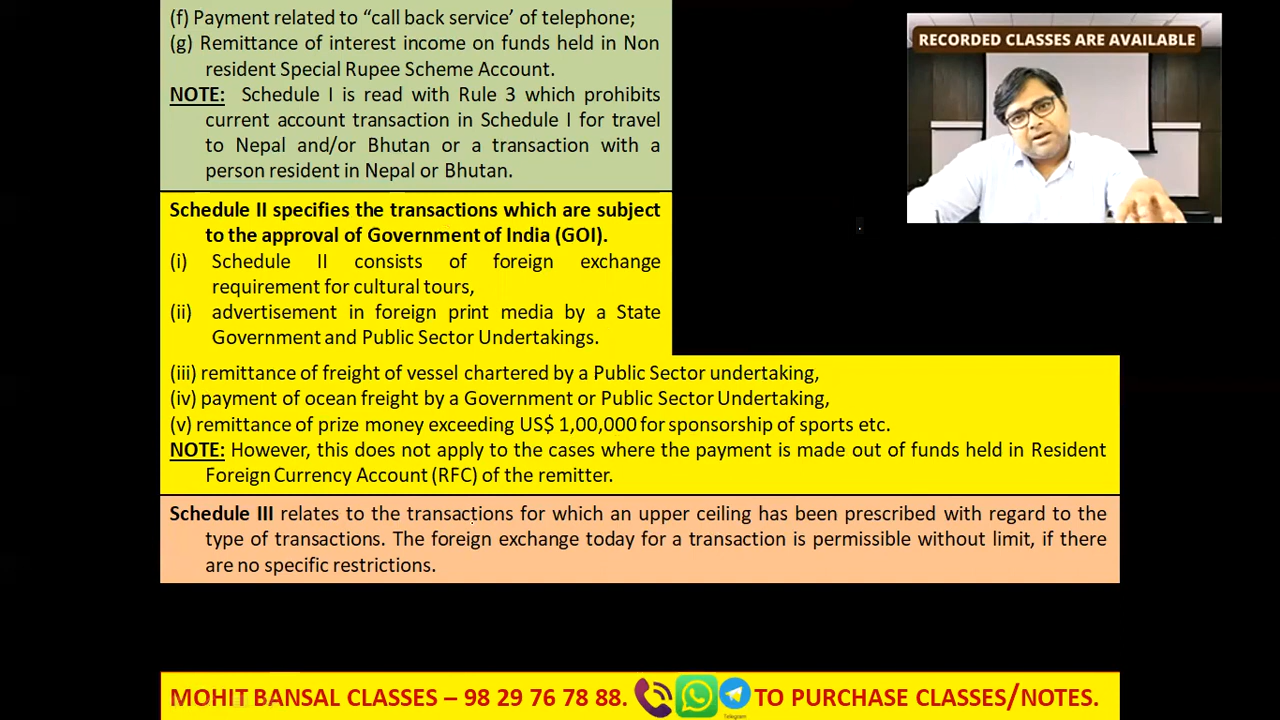 (f) Payment related to “call back service’ of telephone;
(g) Remittance of interest income on funds held in Non
resident Special Rupee Scheme Account.
NOTE: Schedule I is read with Rule 3 which prohibits
current account transaction in Schedule I for travel
to Nepal and/or Bhutan or a transaction with a
person resident in Nepal or Bhutan.
RECORDED CLASSES ARE AVAILABLE
Schedule II specifies the transactions which are subject
to the approval of Government of India (GOI).
(i) Schedule II consists of foreign exchange
requirement for cultural tours,
(ii) advertisement in foreign print media by a State
Government and Public Sector Undertakings.
(iii) remittance of freight of vessel chartered by a Public Sector undertaking,
(iv) payment of ocean freight by a Government or Public Sector Undertaking,
(v) remittance of prize money exceeding US$ 1,00,000 for sponsorship of sports etc.
NOTE: However, this does not apply to the cases where the payment is made out of funds held in Resident
Foreign Currency Account (RFC) of the remitter.
Schedule III relates to the transactions for which an upper ceiling has been prescribed with regard to the
type of transactions. The foreign exchange today for a transaction is permissible without limit, if there
are no specific restrictions.
MOHIT BANSAL CLASSES – 98 29 76 78 88. TO PURCHASE CLASSES/NOTES.
Telegram